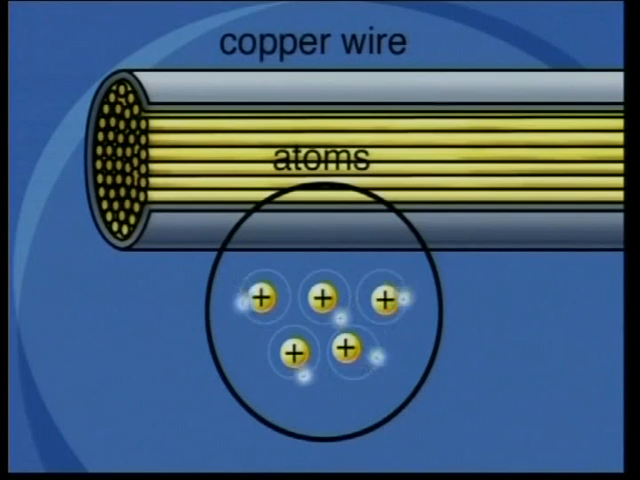 copper wire
atoms
+ + +
+ +